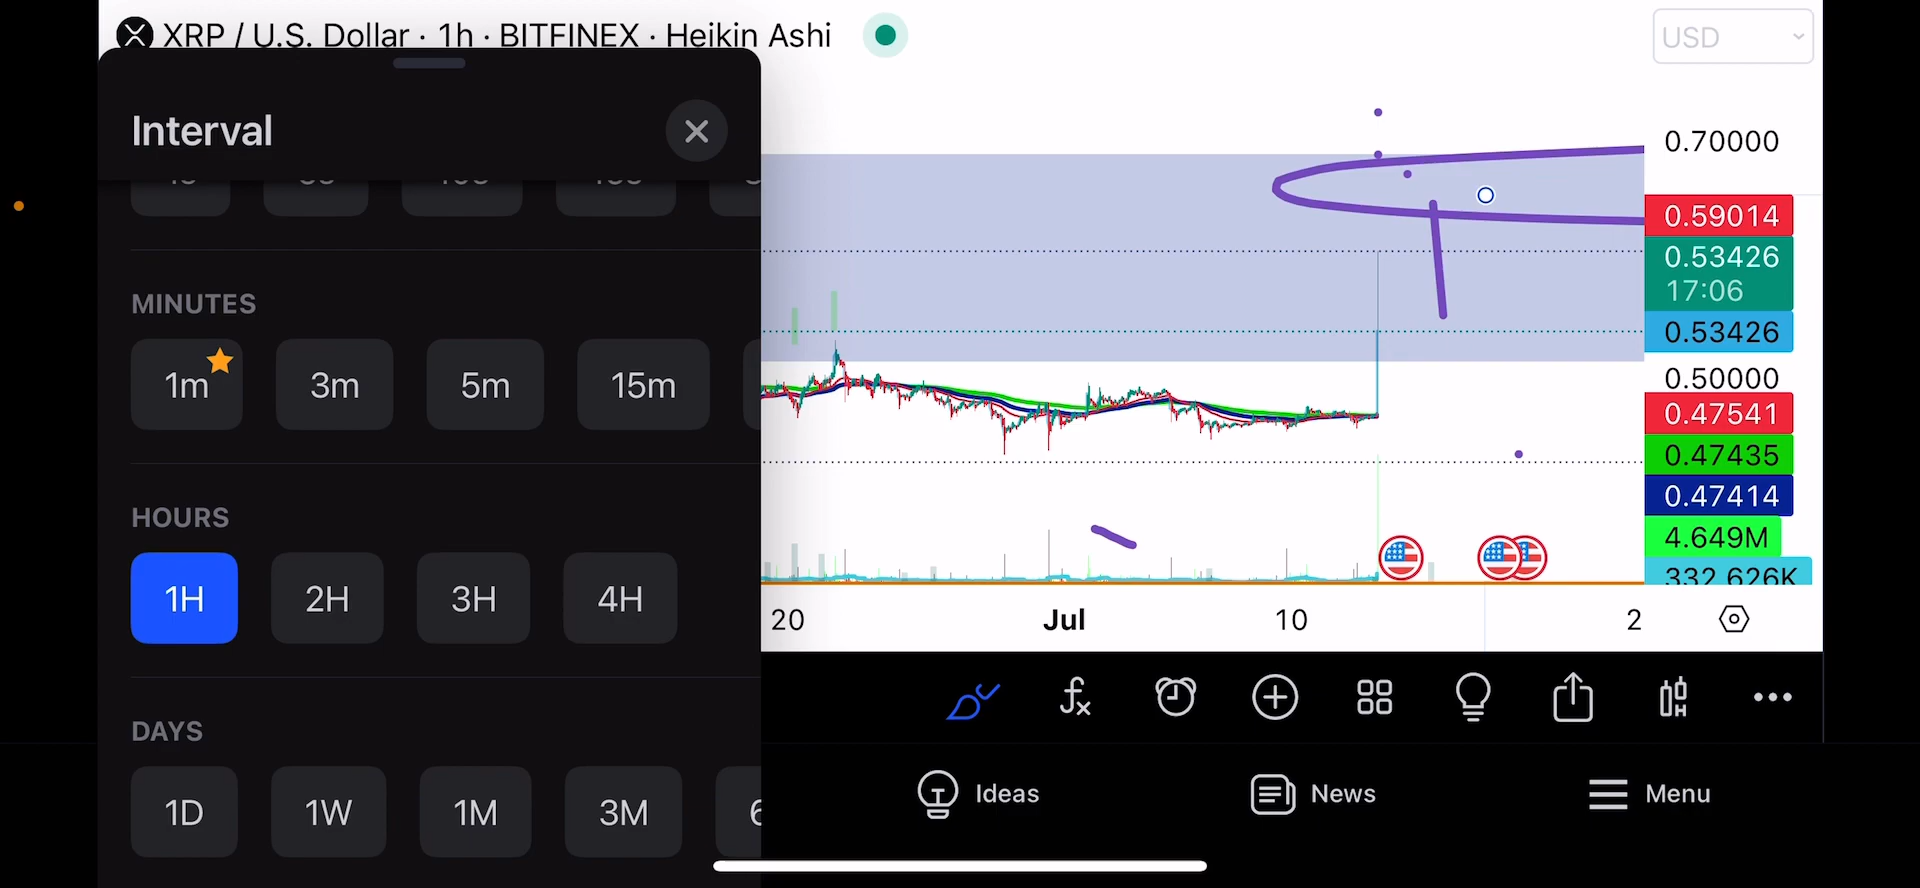 XRP / U.S. Dollar · 1h · BITFINEX · Heikin Ashi
USD
Interval
MINUTES
1m
3m
5m
15m
HOURS
1H
2H
3H
4H
DAYS
1D
1W
1M
3M
0.70000
0.59014
0.53426
17:06
0.53426
0.50000
0.47541
0.47435
0.47414
4.649M
332.626K
20
Jul
10
2
Ideas
News
Menu